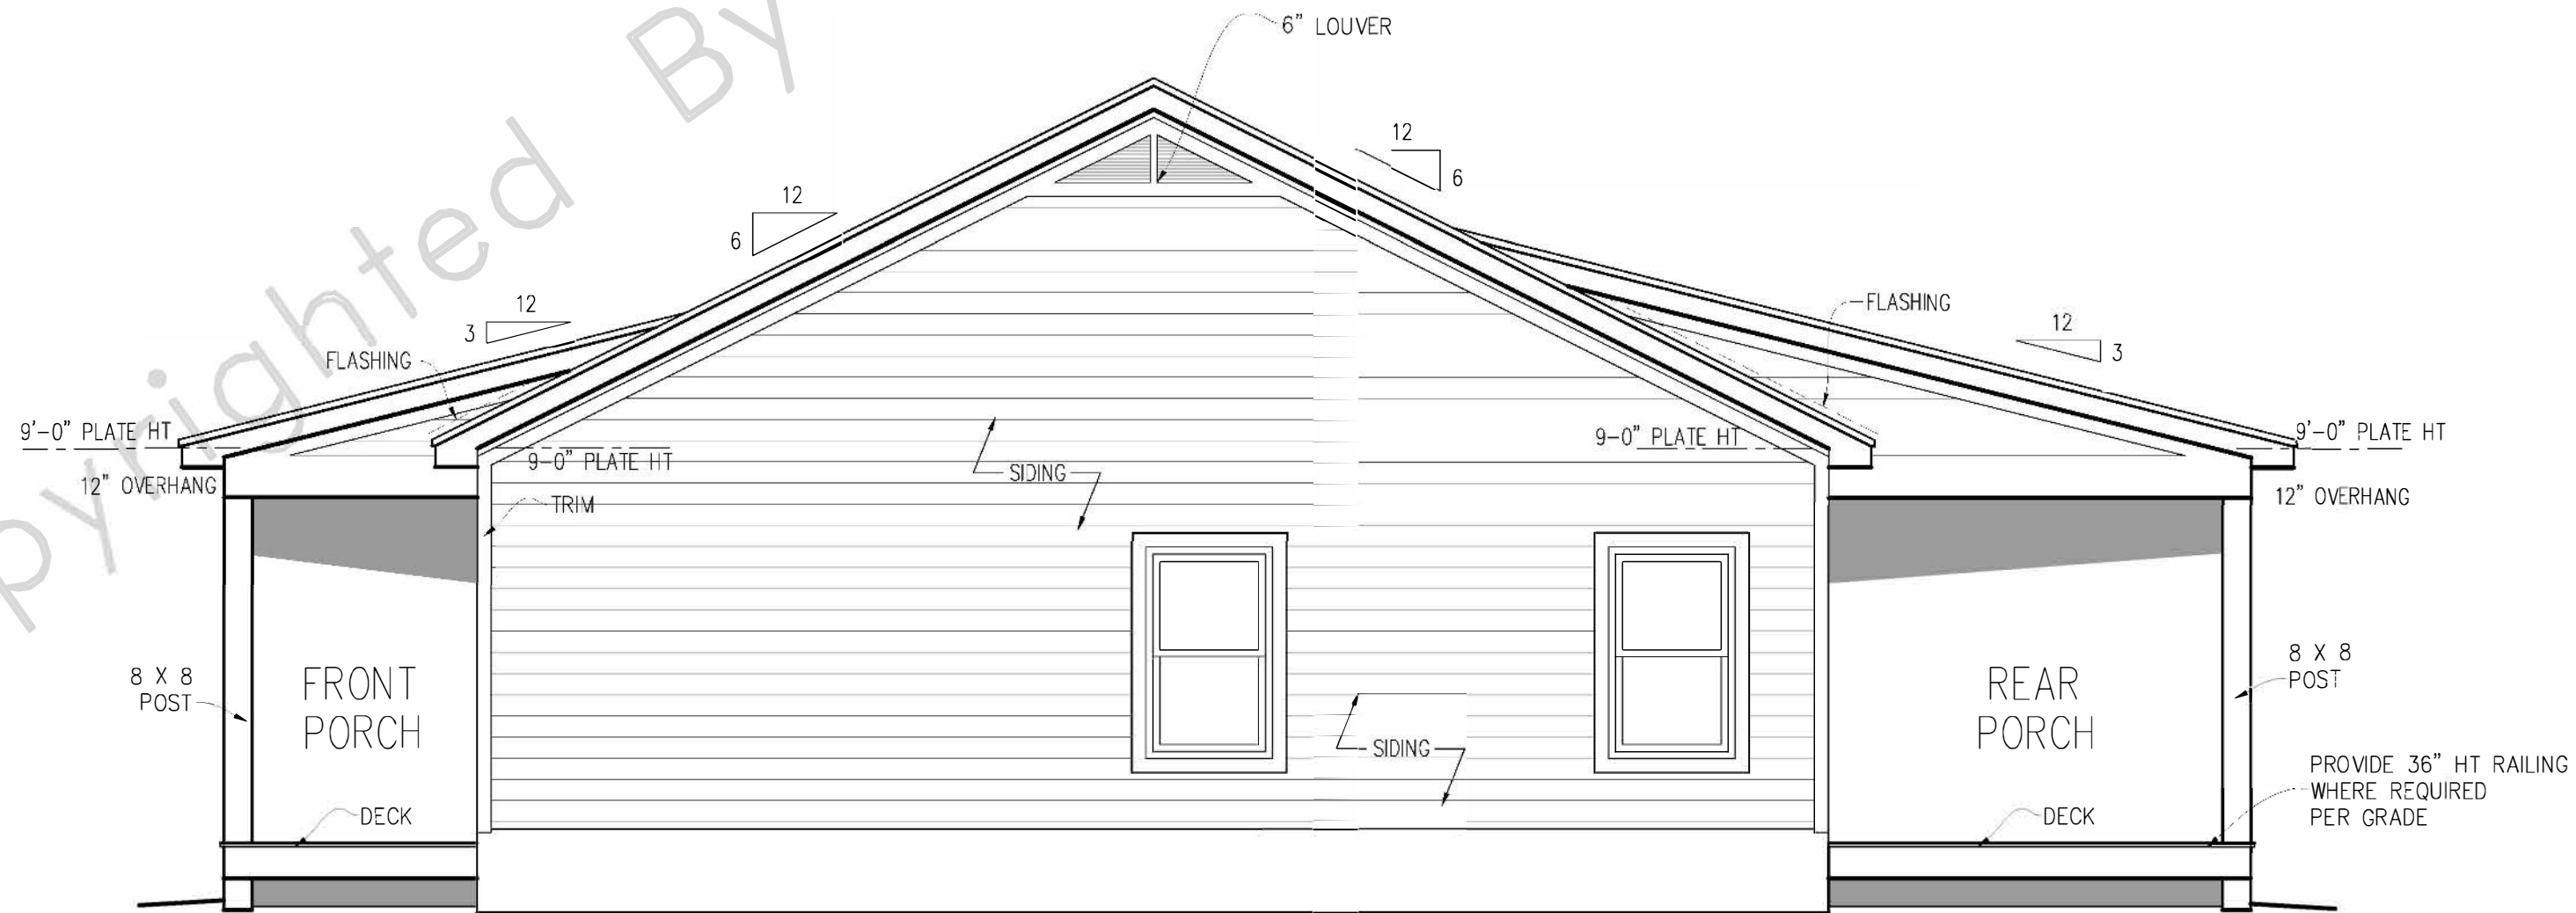 pyrighted By
6” LOUVER
12
6
12
6
12
3
12
3
FLASHING
FLASHING
9’-0” PLATE HT
9-0” PLATE HT
9-0” PLATE HT
9’-0” PLATE HT
12” OVERHANG
12” OVERHANG
SIDING
TRIM
8 X 8
POST
FRONT
PORCH
REAR
PORCH
8 X 8
POST
SIDING
DECK
DECK
PROVIDE 36” HT RAILING
WHERE REQUIRED
PER GRADE